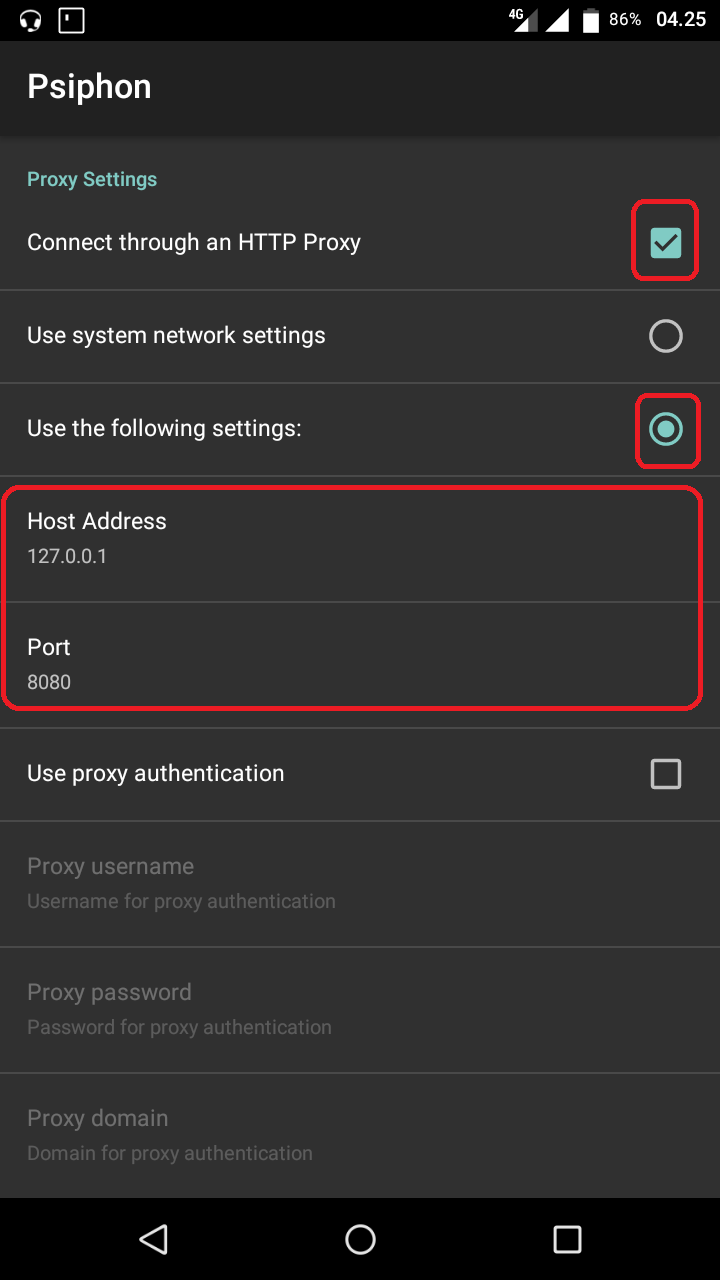 4G 86% 04.25
Psiphon
Proxy Settings
Connect through an HTTP Proxy
Use system network settings
Use the following settings:
Host Address
127.0.0.1
Port
8080
Use proxy authentication
Proxy username
Username for proxy authentication
Proxy password
Password for proxy authentication
Proxy domain
Domain for proxy authentication